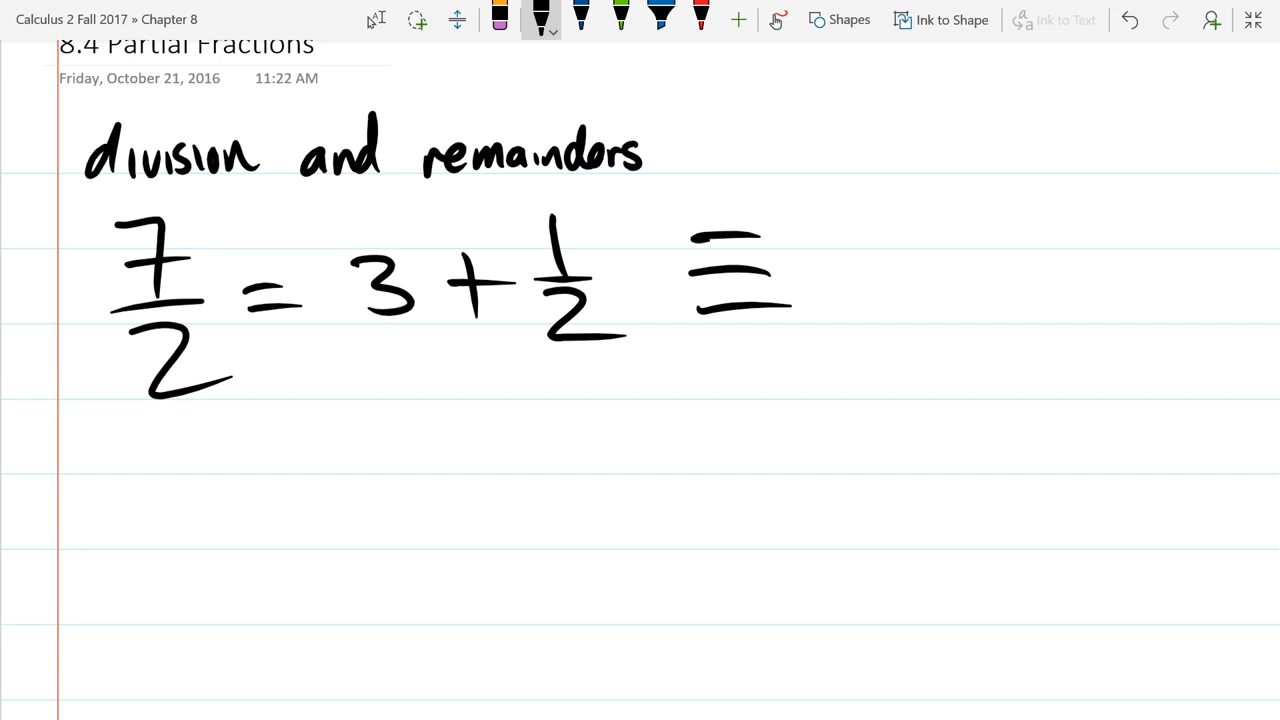 Calculus 2 Fall 2017 » Chapter 8
Shapes
Ink to Shape
Ink to Text
8.4 Partial Fractions
Friday, October 21, 2016 11:22 AM
division and remainders
7/2 = 3 + 1/2 ≡